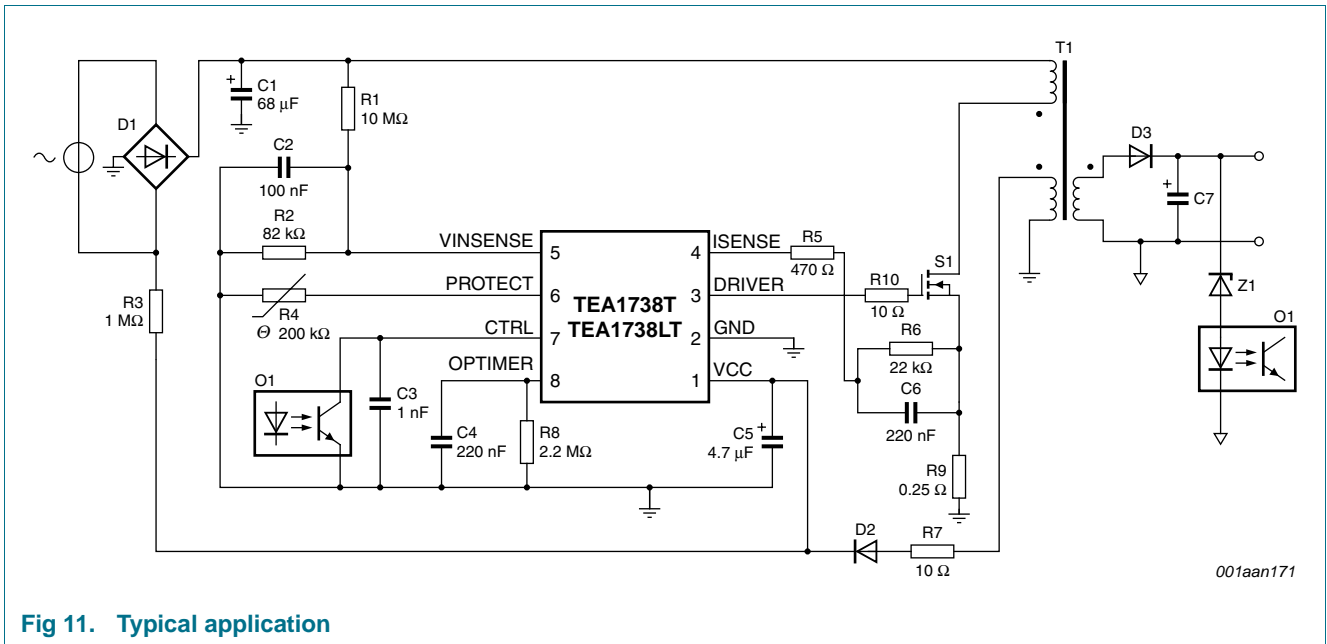 T1
C1
68 μF
R1
10 MΩ
D1
D3
C2
100 nF
C7
R2
82 kΩ
VINSENSE
5
4
ISENSE
R5
470 Ω
S1
PROTECT
6
TEA1738T
TEA1738LT
3
DRIVER
R10
10 Ω
Z1
R3
1 MΩ
R4
Θ 200 kΩ
CTRL
7
2
GND
R6
22 kΩ
O1
OPTIMER
8
1
VCC
O1
C3
1 nF
C6
220 nF
C4
220 nF
R8
2.2 MΩ
C5
4.7 μF
R9
0.25 Ω
D2
R7
10 Ω
001aan171
Fig 11. Typical application